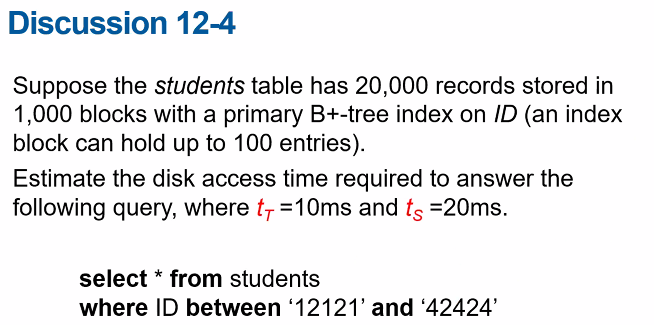 Discussion 12-4
Suppose the students table has 20,000 records stored in
1,000 blocks with a primary B+-tree index on ID (an index
block can hold up to 100 entries).
Estimate the disk access time required to answer the
following query, where tT =10ms and tS =20ms.
select * from students
where ID between ‘12121’ and ‘42424’